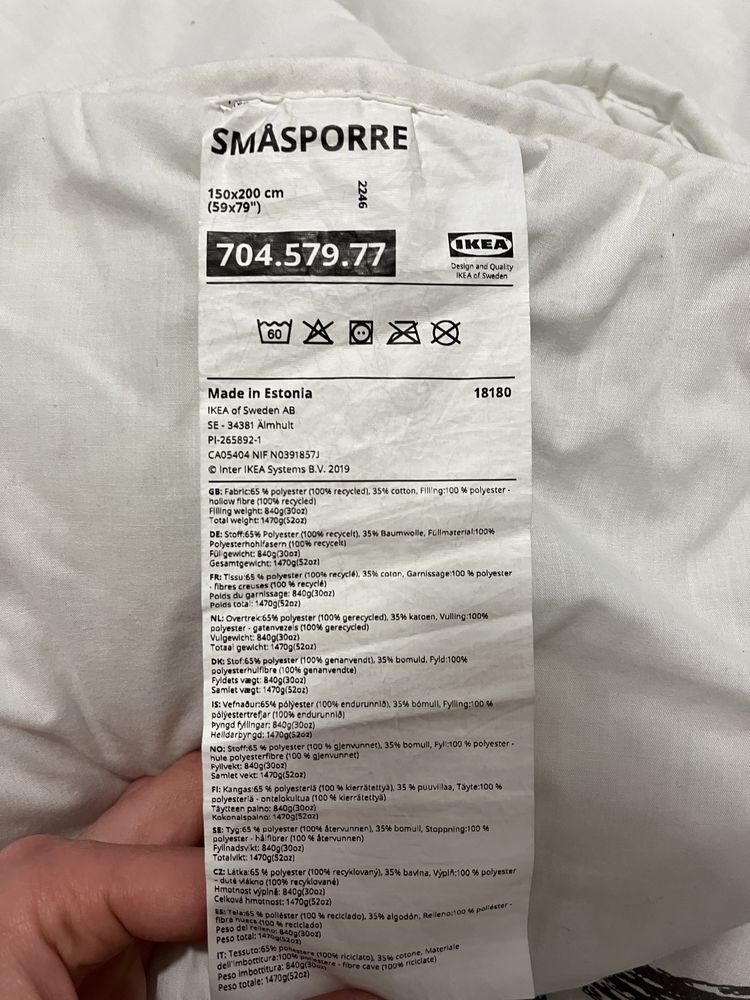 SMÅSPORRE
150x200 cm
(59x79")
2246
704.579.77
IKEA
Design and Quality
IKEA of Sweden
60
Made in Estonia 18180
IKEA of Sweden AB
SE - 34381 Älmhult
PI-265892-1
CA05404 NIF N0391857J
© Inter IKEA Systems B.V. 2019
GB: Fabric:65 % polyester (100% recycled), 35% cotton, Filling:100 % polyester -
hollow fibre (100% recycled)
Filling weight: 840g(30oz)
Total weight: 1470g(52oz)
DE: Stoff:65% Polyester (100% recycelt), 35% Baumwolle, Füllmaterial:100%
Polyesterhohlfasern (100% recycelt)
Füllgewicht: 840g(30oz)
Gesamtgewicht: 1470g(52oz)
FR: Tissu:65 % polyester (100% recyclé), 35% coton, Garnissage:100 % polyester
- fibres creuses (100 % recyclé)
Poids du garnissage: 840g(30oz)
Poids total: 1470g(52oz)
NL: Overtrek:65% polyester (100% gerecycled), 35% katoen, Vulling:100%
polyester - gatenvezels (100% gerecycled)
Vulgewicht: 840g(30oz)
Totaal gewicht: 1470g(52oz)
DK: Stof:65% polyester (100% genanvendt), 35% bomuld, Fyld:100%
polyesterhulfibre (100% genanvendte)
Fyldets vægt: 840g(30oz)
Samlet vægt: 1470g(52oz)
IS: Vefnaður:65% pólýester (100% endurunnið), 35% bómull, Fylling:100 %
pólýestertrefjar (100% endurunnið)
Þyngd fyllingar: 840g(30oz)
Heildarþyngd: 1470g(52oz)
NO: Stoff:65 % polyester (100 % gjenvunnet), 35% bomull, Fyll:100 % polyester -
hule polyesterfibre (100 % gjenvunnet)
Fyllvekt: 840g(30oz)
Samlet vekt: 1470g(52oz)
FI: Kangas:65 % polyesteriä (100 % kierrätettyä), 35 % puuvillaa, Täyte:100 %
polyesteriä - ontelokuitua (100 % kierrätettyä)
Täytteen paino: 840g(30oz)
Kokonaispaino: 1470g(52oz)
SE: Tyg:65 % polyester (100% återvunnen), 35% bomull, Stoppning:100 %
polyester - hålfibrer (100 % återvunnen)
Fyllnadsvikt: 840g(30oz)
Totalvikt: 1470g(52oz)
CZ: Látka:65 % polyester (100% recyklovaný), 35% bavlna, Výplň:100 % polyester
- duté vlákno (100 % recyklované)
Hmotnost výplně: 840g(30oz)
Celková hmotnost: 1470g(52oz)
ES: Tela:65 % poliéster (100 % reciclado), 35% algodón, Relleno:100 % poliéster -
fibra hueca (100 % reciclado)
Peso del relleno: 840g(30oz)
Peso total: 1470g(52oz)
IT: Tessuto:65% poliestere (100% riciclato), 35% cotone, Materiale
dell'imbottitura:100% poliestere - fibre cave (100% riciclate)
Peso imbottitura: 840g(30oz)
Peso totale: 1470g(52oz)